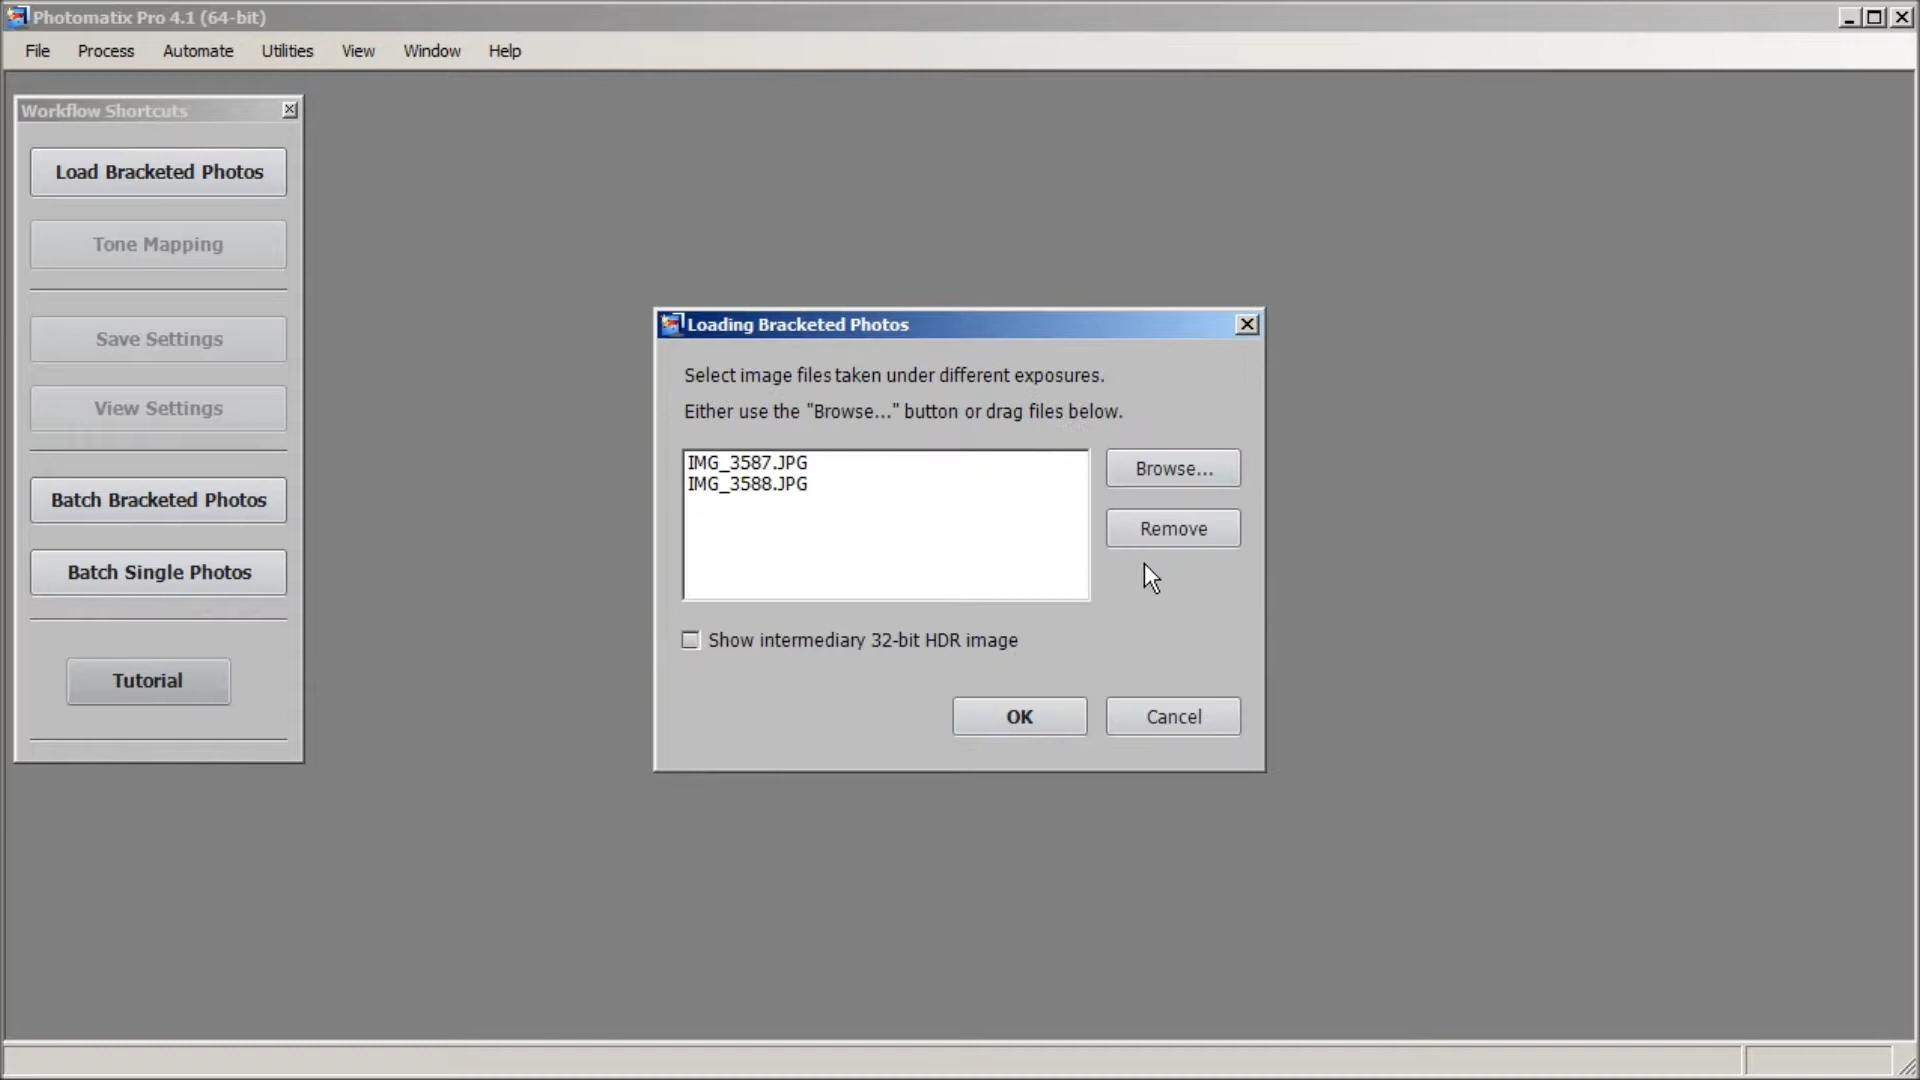 Photomatix Pro 4.1 (64-bit)
File Process Automate Utilities View Window Help
Workflow Shortcuts
Load Bracketed Photos
Tone Mapping
Save Settings
View Settings
Batch Bracketed Photos
Batch Single Photos
Tutorial
Loading Bracketed Photos
Select image files taken under different exposures.
Either use the "Browse..." button or drag files below.
IMG_3587.JPG
IMG_3588.JPG
Browse...
Remove
Show intermediary 32-bit HDR image
OK
Cancel